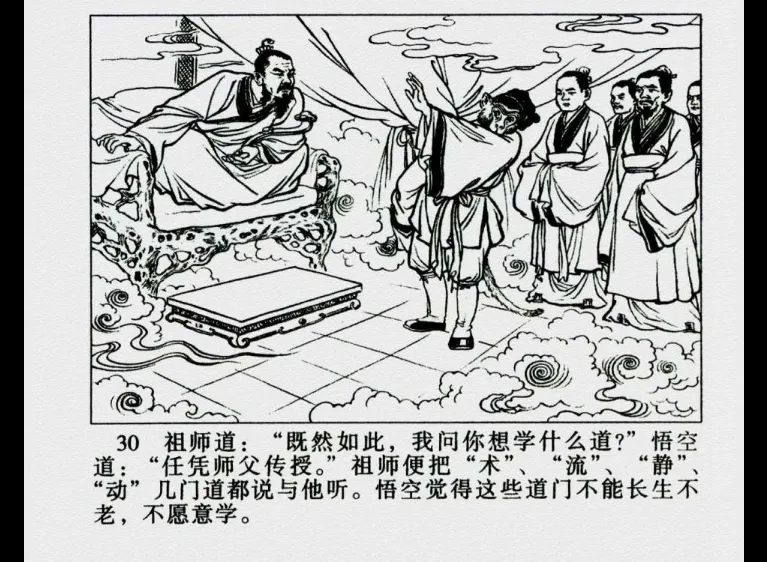 30 祖师道：“既然如此，我问你想学什么道？”悟空
道：“任凭师父传授。”祖师便把“术”、“流”、“静”、
“动”几门道都说与他听。悟空觉得这些道门不能长生不
老，不愿意学。